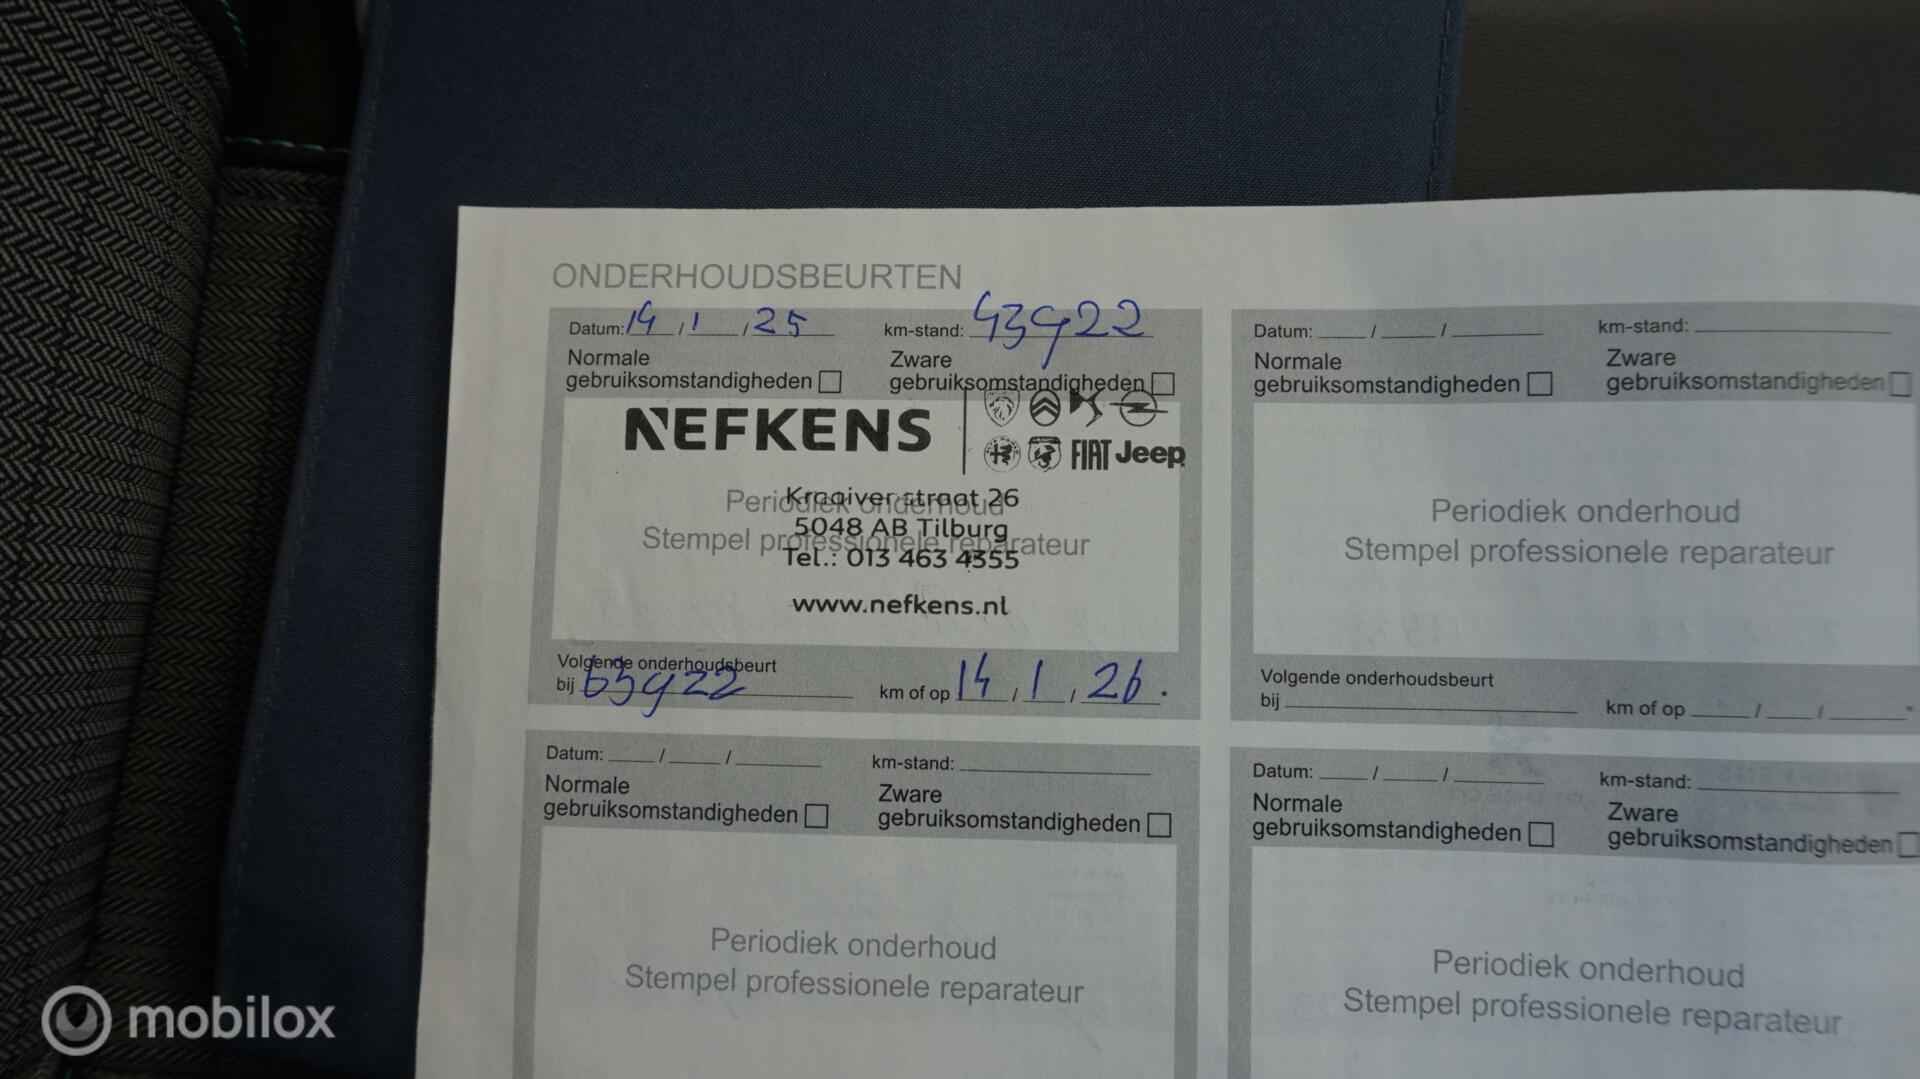 ONDERHOUDSBEURTEN
Datum: 14 / 1 / 25 km-stand: 43922
Normale gebruiksomstandigheden
Zware gebruiksomstandigheden
NEFKENS
FIAT Jeep
Periodiek onderhoud
Stempel professionele reparateur
Kraaivenstraat 26
5048 AB Tilburg
Tel.: 013 463 4355
www.nefkens.nl
Volgende onderhoudsbeurt
bij 63922 km of op 14 / 1 / 26
Datum: / / km-stand:
Normale gebruiksomstandigheden
Zware gebruiksomstandigheden
Periodiek onderhoud
Stempel professionele reparateur
Volgende onderhoudsbeurt
bij km of op / /
Datum: / / km-stand:
Normale gebruiksomstandigheden
Zware gebruiksomstandigheden
Periodiek onderhoud
Stempel professionele reparateur
Datum: / / km-stand:
Normale gebruiksomstandigheden
Zware gebruiksomstandigheden
Periodiek onderhoud
Stempel professionele reparateur
mobilox